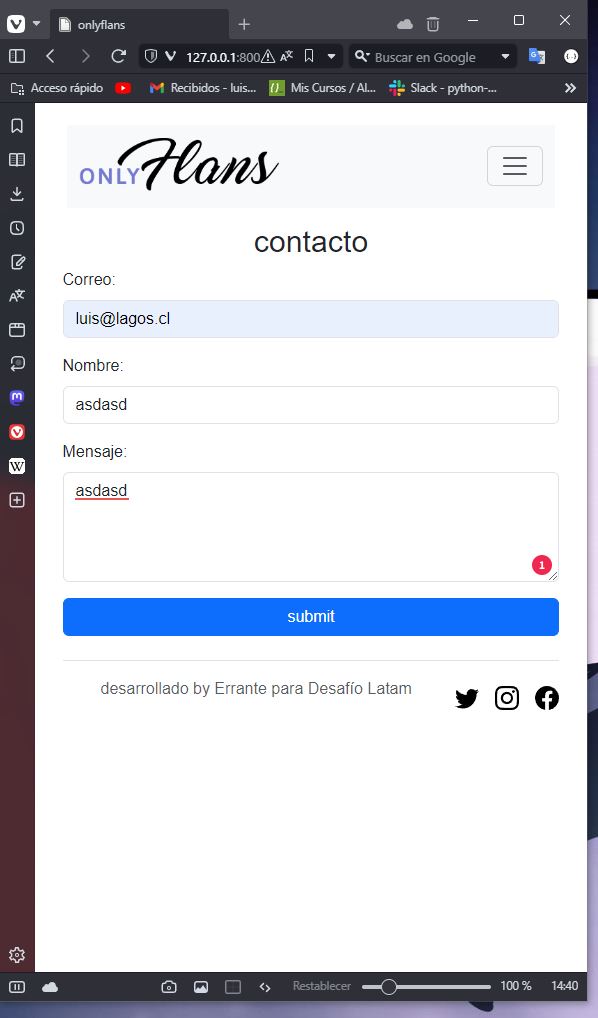 onlyflans
127.0.0.1:800
Buscar en Google
Acceso rápido
Recibidos - luis...
Mis Cursos / Al...
Slack - python-...
ONLY Flans
contacto
Correo:
luis@lagos.cl
Nombre:
asdasd
Mensaje:
asdasd
1
submit
desarrollado by Errante para Desafío Latam
Restablecer
100 %
14:40